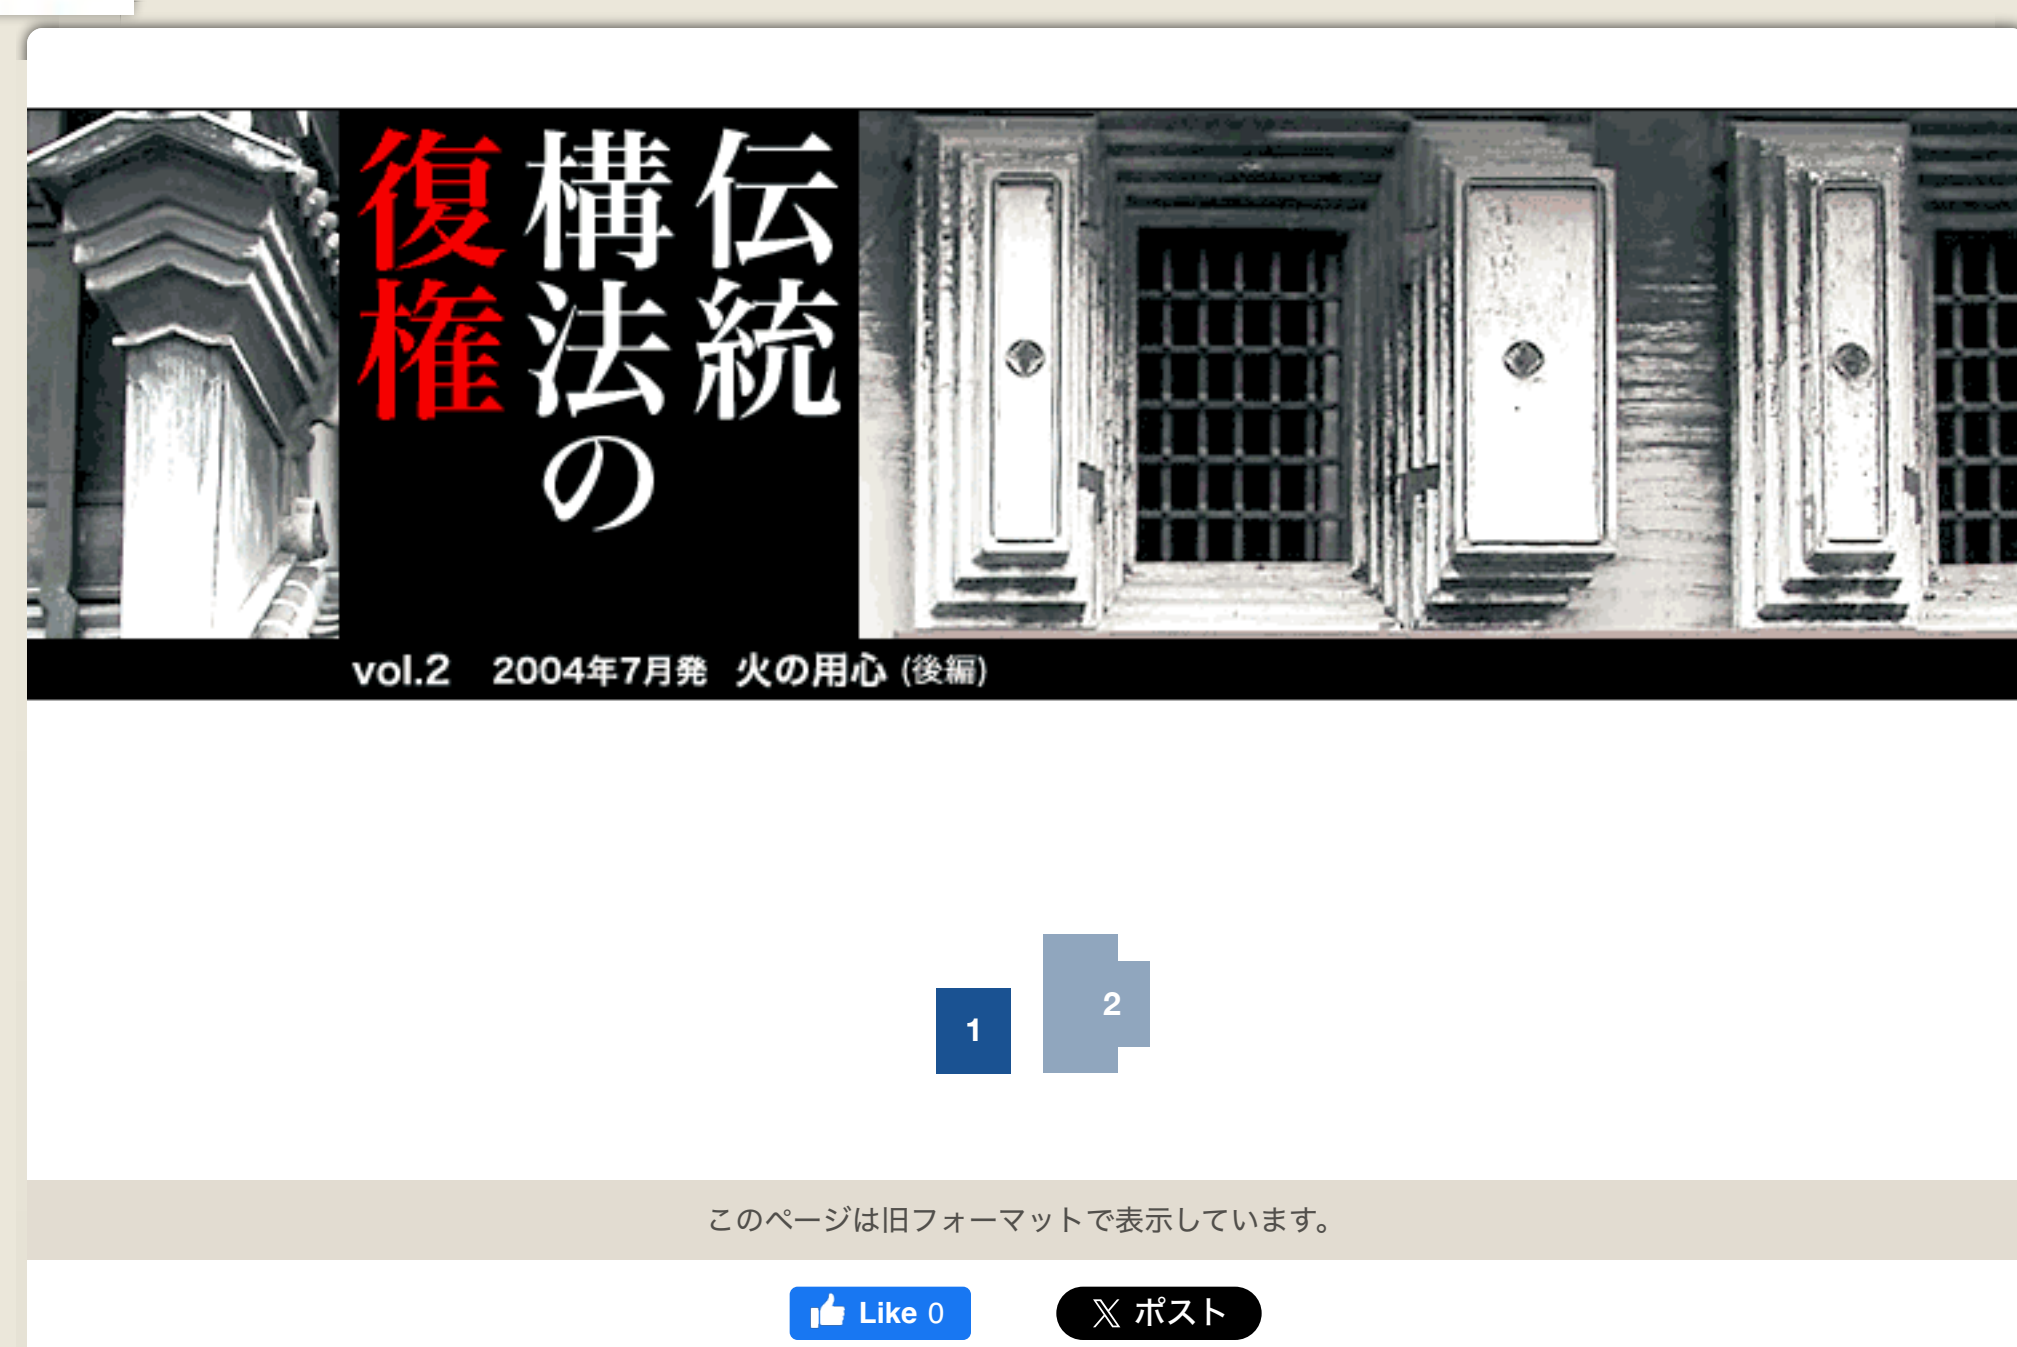 伝統
構法の
復権
vol.2 2004年7月発 火の用心 (後編)
1
2
このページは旧フォーマットで表示しています。
Like 0
ポスト